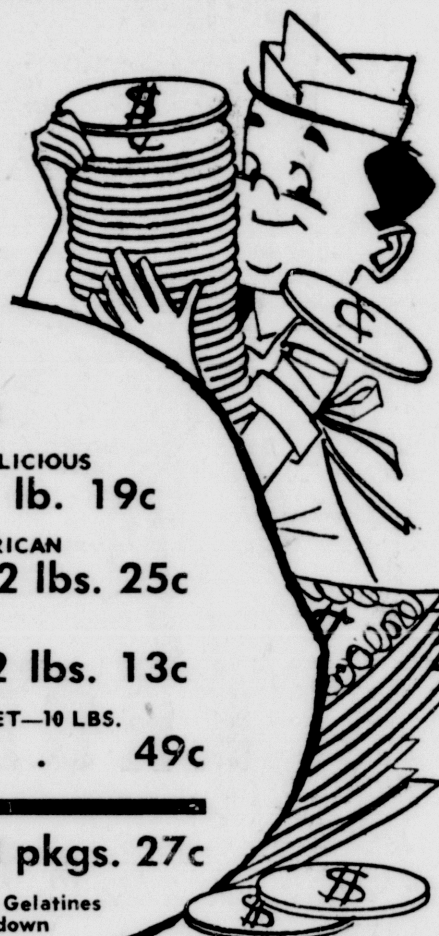 $
$
LICIOUS
lb. 19c
RICAN
2 lbs. 25c
2 lbs. 13c
ET—10 LBS.
. 49c
pkgs. 27c
Gelatines
down
$
$
$